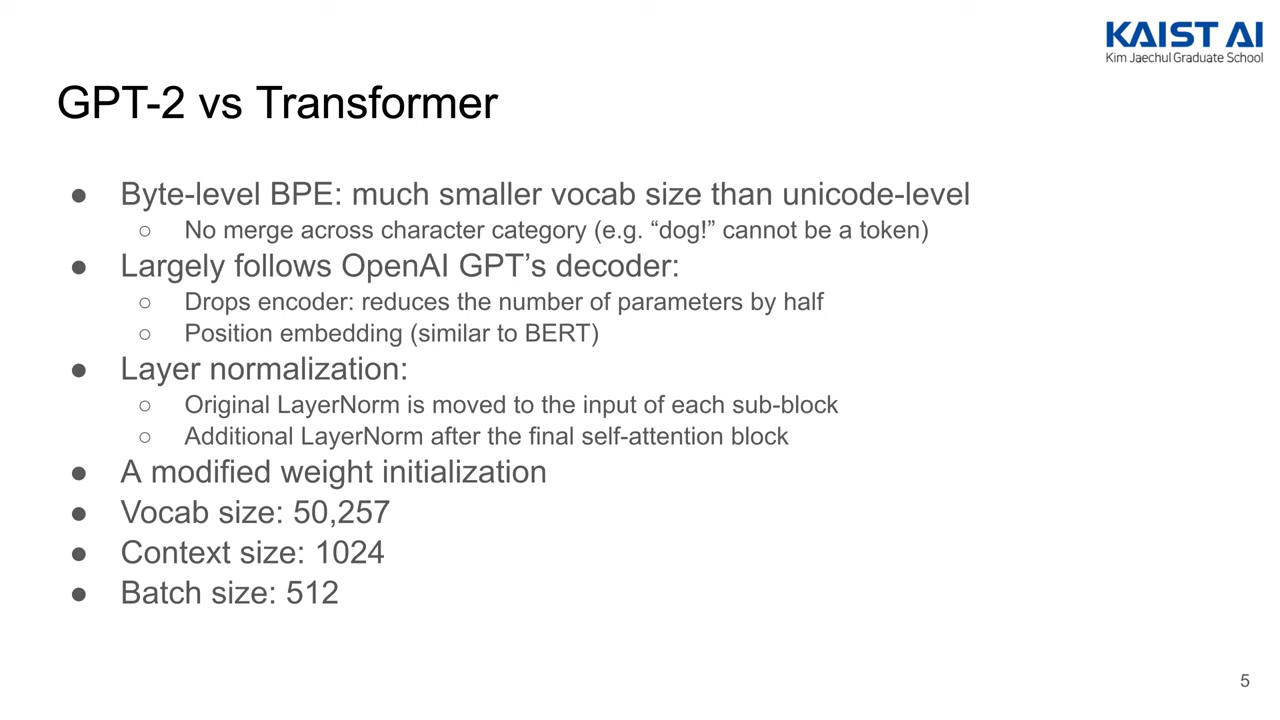 KAIST AI
Kim Jaechul Graduate School
GPT-2 vs Transformer
● Byte-level BPE: much smaller vocab size than unicode-level
○ No merge across character category (e.g. “dog!” cannot be a token)
● Largely follows OpenAI GPT’s decoder:
○ Drops encoder: reduces the number of parameters by half
○ Position embedding (similar to BERT)
● Layer normalization:
○ Original LayerNorm is moved to the input of each sub-block
○ Additional LayerNorm after the final self-attention block
● A modified weight initialization
● Vocab size: 50,257
● Context size: 1024
● Batch size: 512
5